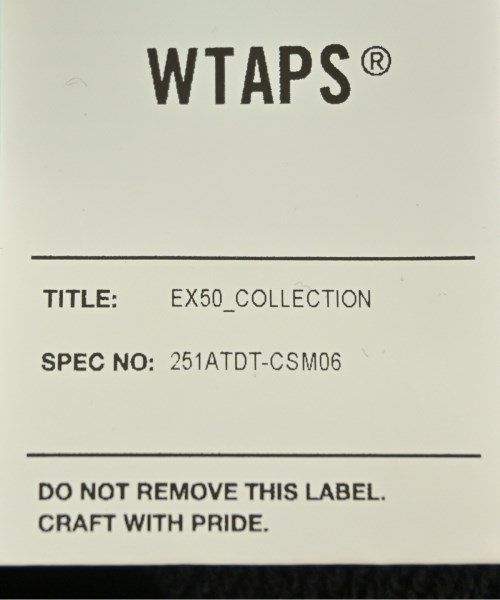 WTAPS®
TITLE: EX50_COLLECTION
SPEC NO: 251ATDT-CSM06
DO NOT REMOVE THIS LABEL.
CRAFT WITH PRIDE.